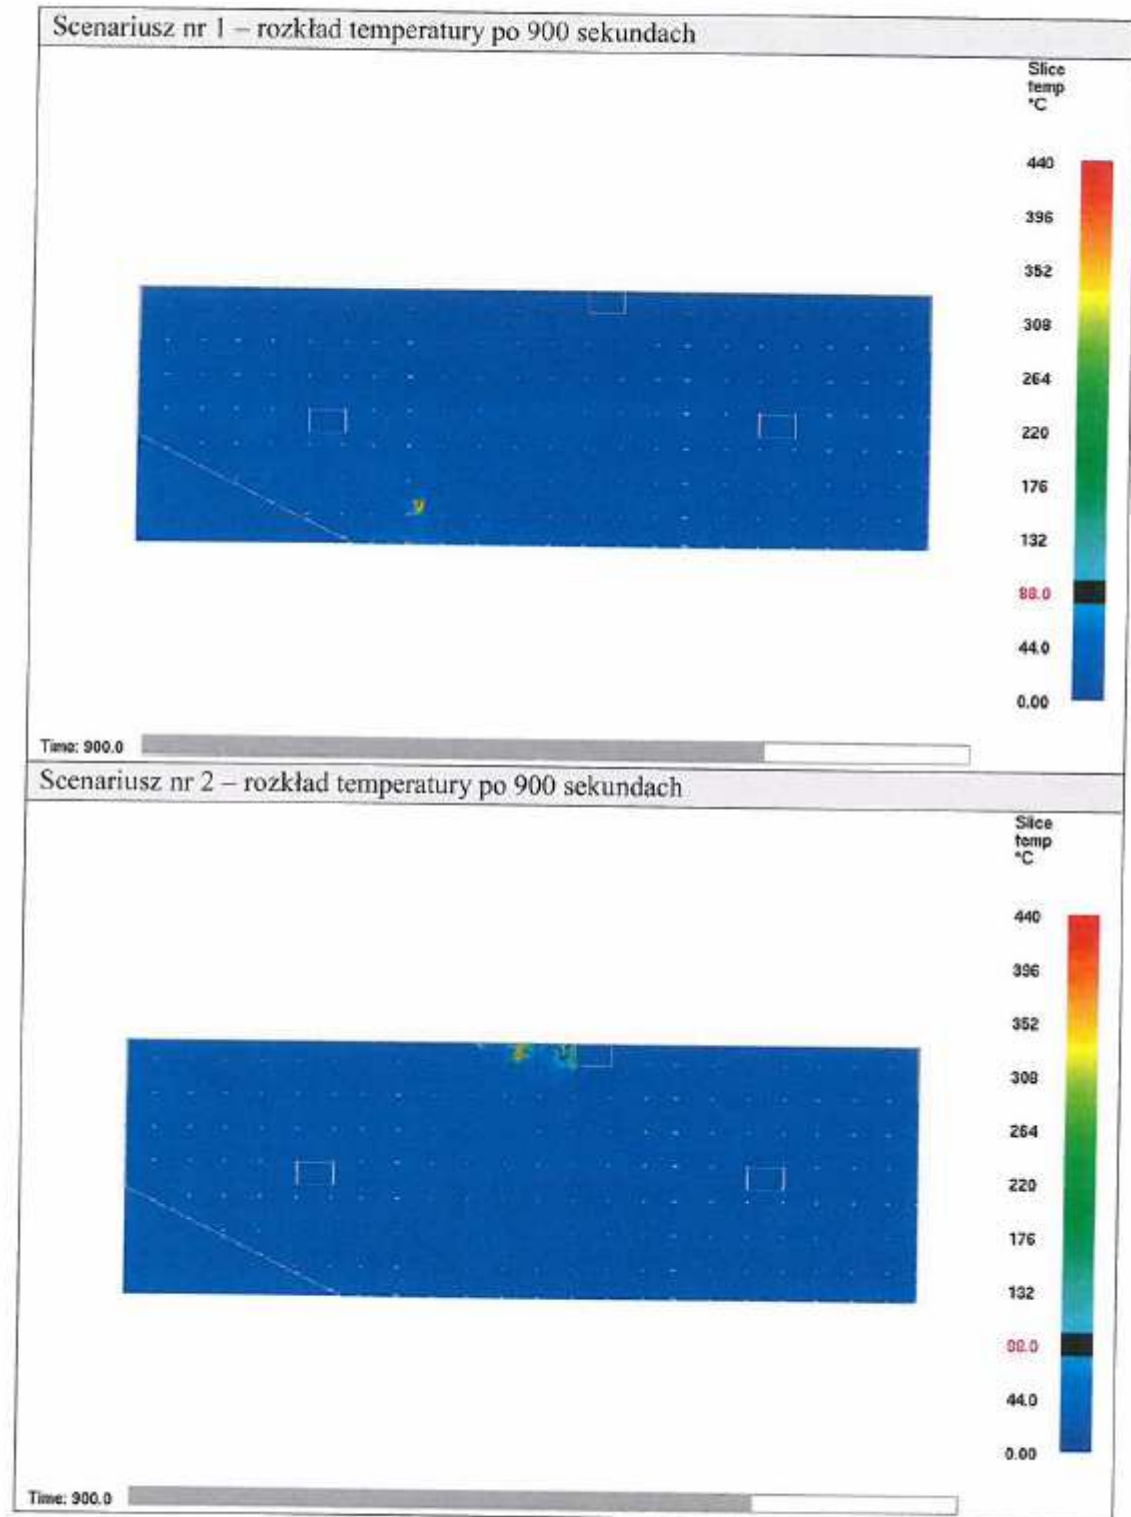 Scenariusz nr 1 – rozkład temperatury po 900 sekundach
Slice
temp
°C
440
396
352
308
264
220
176
132
88.0
44.0
0.00
Time: 900.0
Scenariusz nr 2 – rozkład temperatury po 900 sekundach
Slice
temp
°C
440
396
352
308
264
220
176
132
88.0
44.0
0.00
Time: 900.0